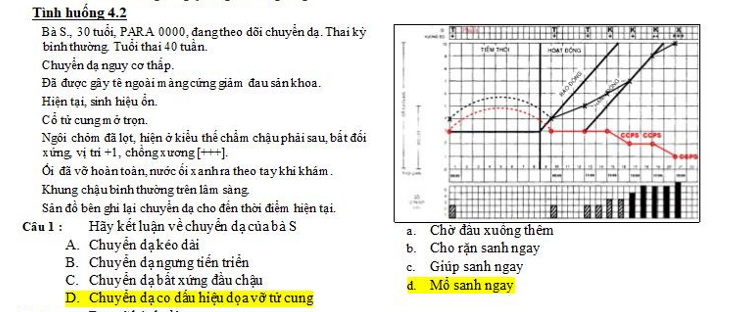 Tình huống 4.2
Bà S., 30 tuổi, PARA 0000, đang theo dõi chuyển dạ. Thai kỳ
bình thường. Tuổi thai 40 tuần.
Chuyển dạ nguy cơ thấp.
Đã được gây tê ngoài màng cứng giảm đau sản khoa.
Hiện tại, sinh hiệu ổn.
Cổ tử cung mở trọn.
Ngôi chỏm đã lọt, hiện ở kiểu thế chẩm chậu phải sau, bất đối
xứng, vị trí +1, chồng xương [+++].
Ối đã vỡ hoàn toàn, nước ối xanh ra theo tay khi khám.
Khung chậu bình thường trên lâm sàng.
Sản đồ bên ghi lại chuyển dạ cho đến thời điểm hiện tại.
Câu 1 : Hãy kết luận về chuyển dạ của bà S
A. Chuyển dạ kéo dài
B. Chuyển dạ ngưng tiến triển
C. Chuyển dạ bất xứng đầu chậu
D. Chuyển dạ co dấu hiệu dọa vỡ tử cung
TIỀM THỜI
HOẠT ĐỘNG
BÁO ĐỘNG
CCPS CCPS
CCPS
a. Chờ đầu xuống thêm
b. Cho rặn sanh ngay
c. Giúp sanh ngay
d. Mổ sanh ngay